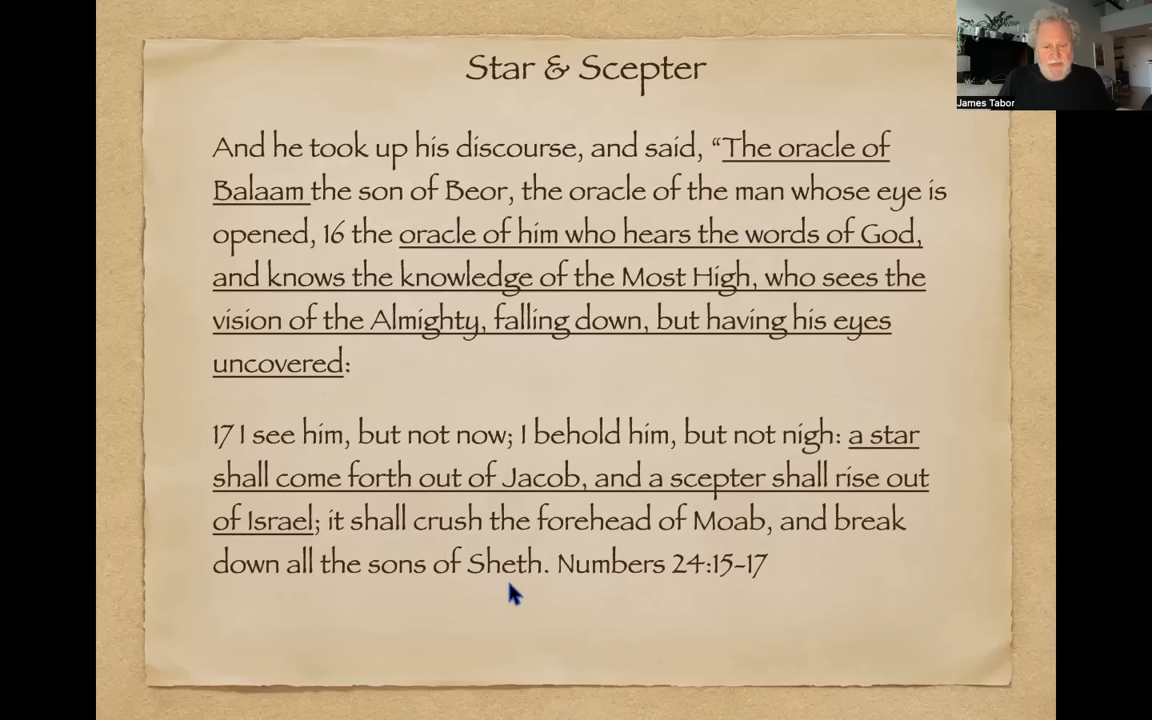 Star & Scepter
James Tabor
And he took up his discourse, and said, “The oracle of
Balaam the son of Beor, the oracle of the man whose eye is
opened, 16 the oracle of him who hears the words of God,
and knows the knowledge of the Most High, who sees the
vision of the Almighty, falling down, but having his eyes
uncovered:
17 I see him, but not now; I behold him, but not nigh: a star
shall come forth out of Jacob, and a scepter shall rise out
of Israel; it shall crush the forehead of Moab, and break
down all the sons of Sheth. Numbers 24:15-17